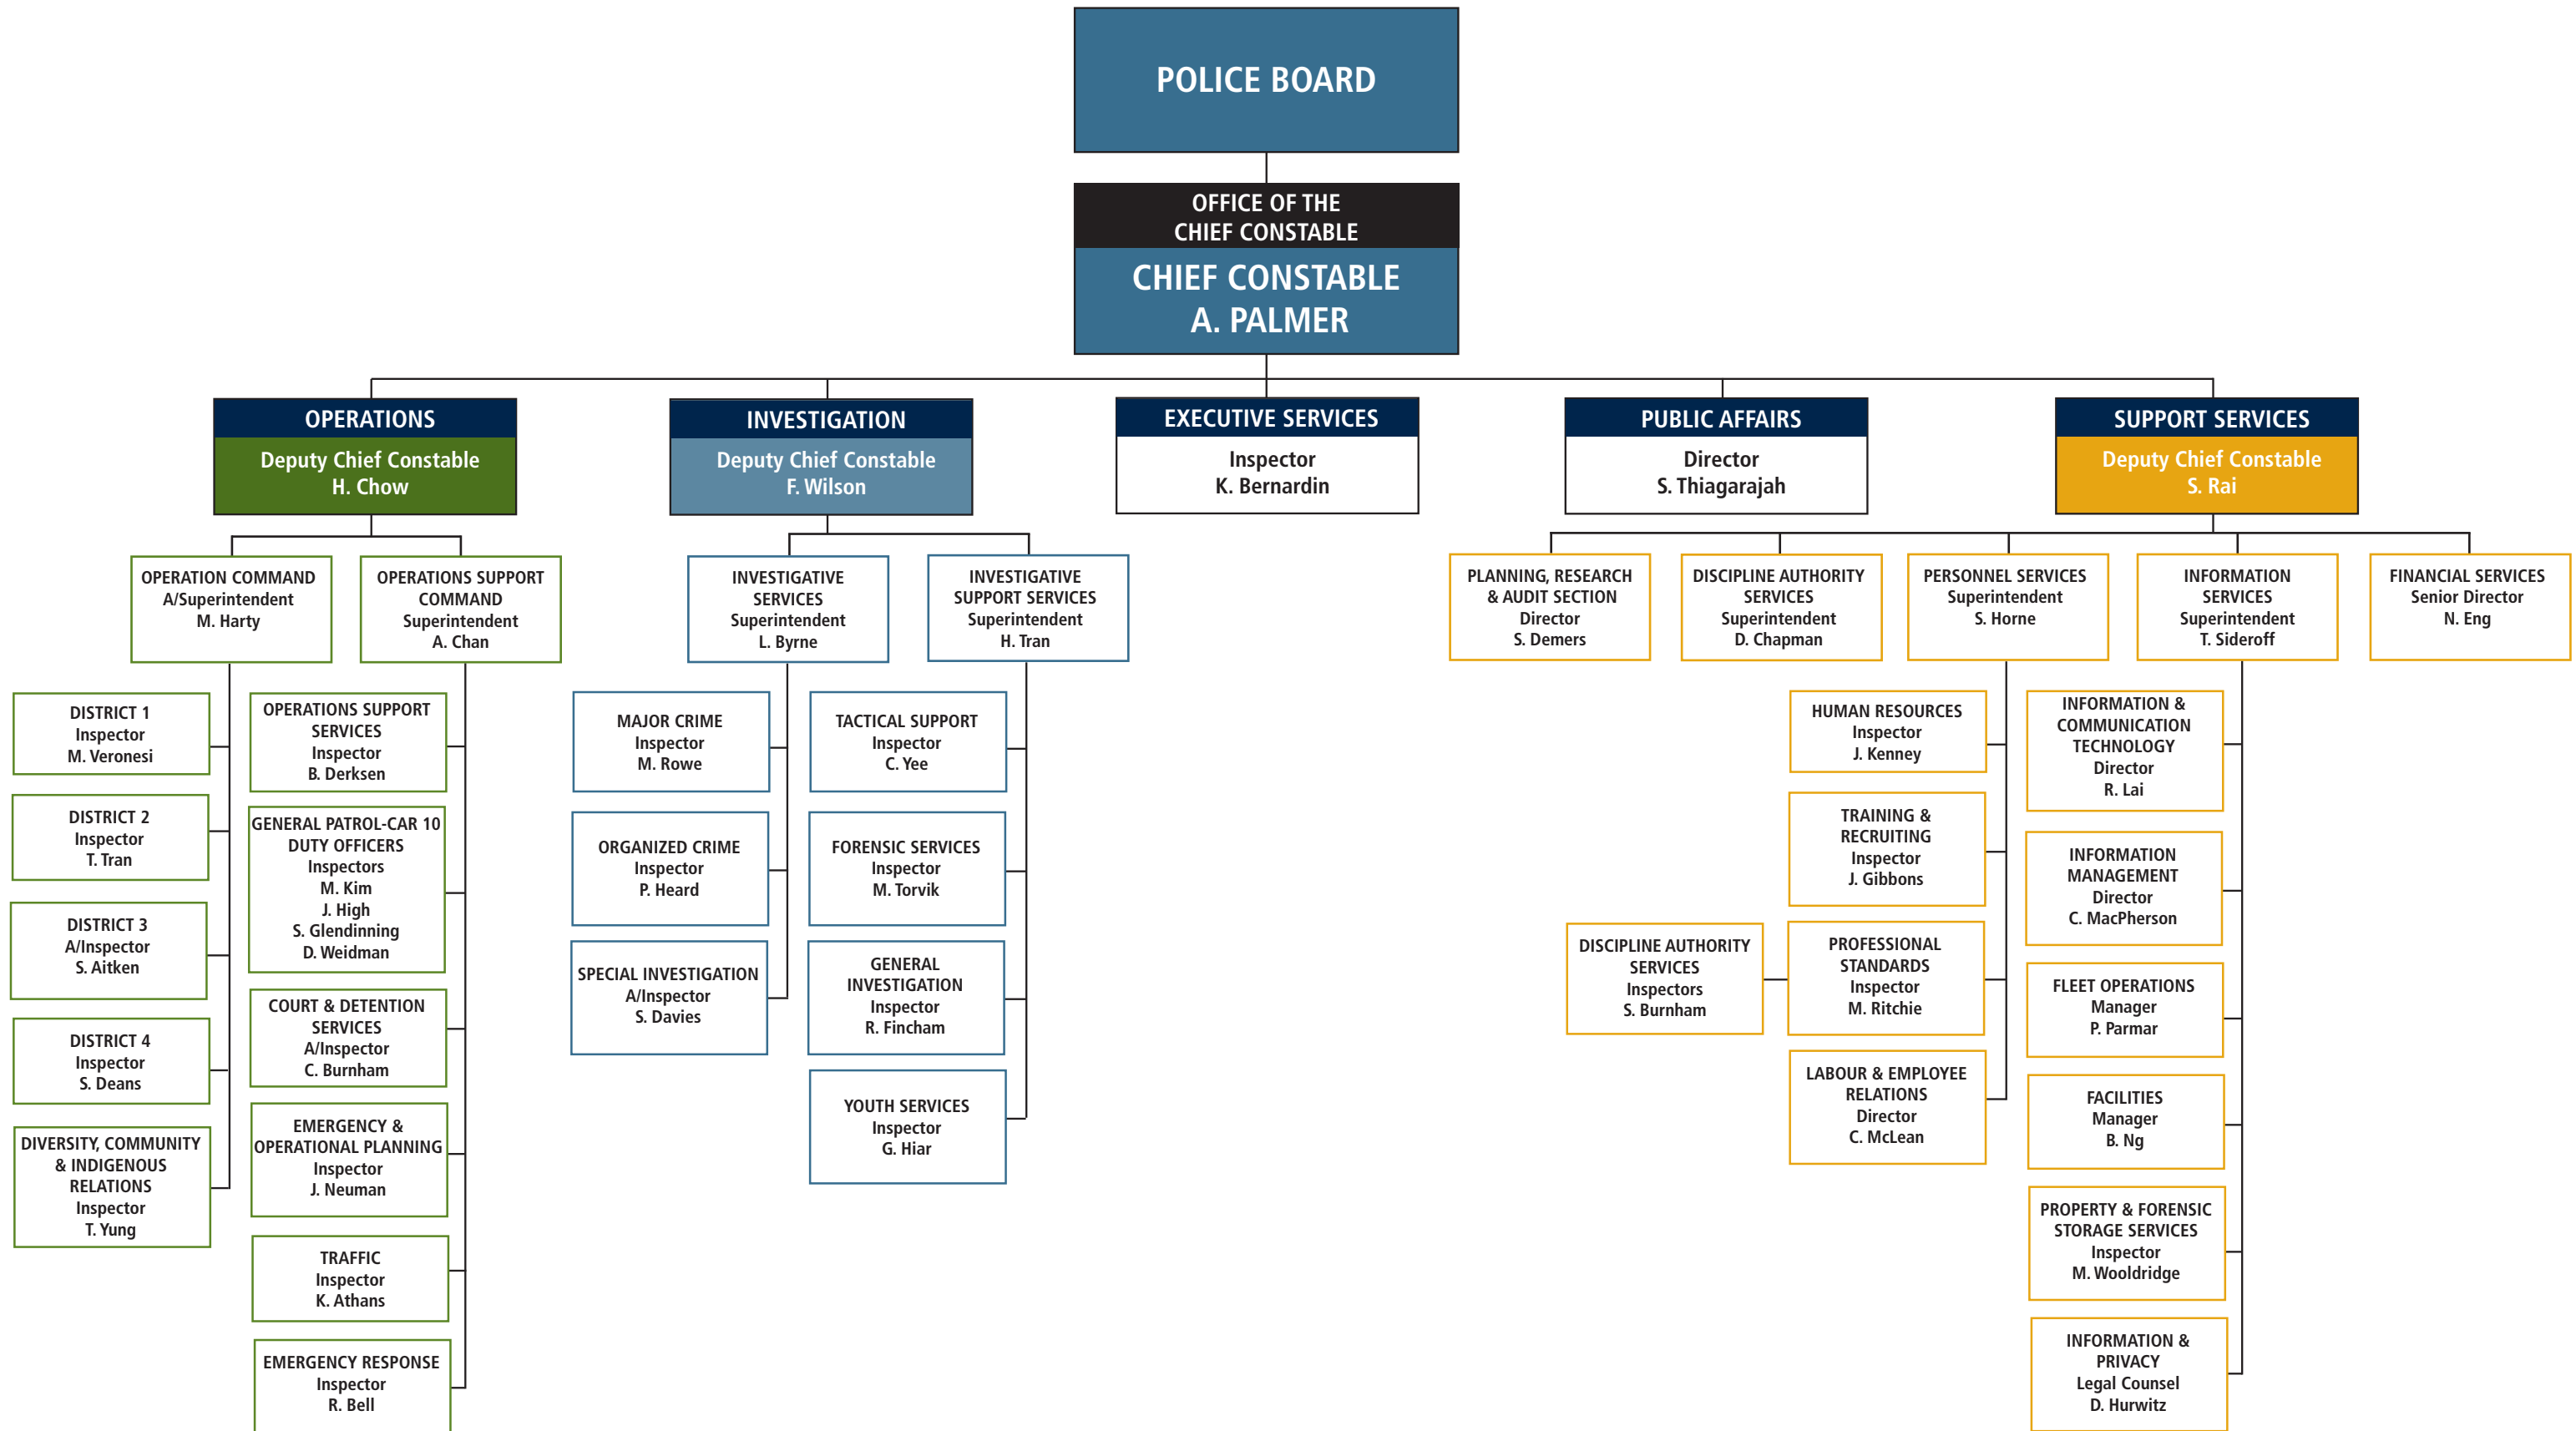 POLICE BOARD
OFFICE OF THE
CHIEF CONSTABLE
CHIEF CONSTABLE
A. PALMER
OPERATIONS
Deputy Chief Constable
H. Chow
INVESTIGATION
Deputy Chief Constable
F. Wilson
EXECUTIVE SERVICES
Inspector
K. Bernardin
PUBLIC AFFAIRS
Director
S. Thiagarajah
SUPPORT SERVICES
Deputy Chief Constable
S. Rai
OPERATION COMMAND
A/Superintendent
M. Harty
OPERATIONS SUPPORT
COMMAND
Superintendent
A. Chan
INVESTIGATIVE
SERVICES
Superintendent
L. Byrne
INVESTIGATIVE
SUPPORT SERVICES
Superintendent
H. Tran
PLANNING, RESEARCH
& AUDIT SECTION
Director
S. Demers
DISCIPLINE AUTHORITY
SERVICES
Superintendent
D. Chapman
PERSONNEL SERVICES
Superintendent
S. Horne
INFORMATION
SERVICES
Superintendent
T. Sideroff
FINANCIAL SERVICES
Senior Director
N. Eng
DISTRICT 1
Inspector
M. Veronesi
DISTRICT 2
Inspector
T. Tran
DISTRICT 3
A/Inspector
S. Aitken
DISTRICT 4
Inspector
S. Deans
DIVERSITY, COMMUNITY
& INDIGENOUS
RELATIONS
Inspector
T. Yung
OPERATIONS SUPPORT
SERVICES
Inspector
B. Derksen
GENERAL PATROL-CAR 10
DUTY OFFICERS
Inspectors
M. Kim
J. High
S. Glendinning
D. Weidman
COURT & DETENTION
SERVICES
A/Inspector
C. Burnham
EMERGENCY &
OPERATIONAL PLANNING
Inspector
J. Neuman
TRAFFIC
Inspector
K. Athans
EMERGENCY RESPONSE
Inspector
R. Bell
MAJOR CRIME
Inspector
M. Rowe
ORGANIZED CRIME
Inspector
P. Heard
SPECIAL INVESTIGATION
A/Inspector
S. Davies
TACTICAL SUPPORT
Inspector
C. Yee
FORENSIC SERVICES
Inspector
M. Torvik
GENERAL
INVESTIGATION
Inspector
R. Fincham
YOUTH SERVICES
Inspector
G. Hiar
HUMAN RESOURCES
Inspector
J. Kenney
TRAINING &
RECRUITING
Inspector
J. Gibbons
DISCIPLINE AUTHORITY
SERVICES
Inspectors
S. Burnham
PROFESSIONAL
STANDARDS
Inspector
M. Ritchie
LABOUR & EMPLOYEE
RELATIONS
Director
C. McLean
INFORMATION &
COMMUNICATION
TECHNOLOGY
Director
R. Lai
INFORMATION
MANAGEMENT
Director
C. MacPherson
FLEET OPERATIONS
Manager
P. Parmar
FACILITIES
Manager
B. Ng
PROPERTY & FORENSIC
STORAGE SERVICES
Inspector
M. Wooldridge
INFORMATION &
PRIVACY
Legal Counsel
D. Hurwitz